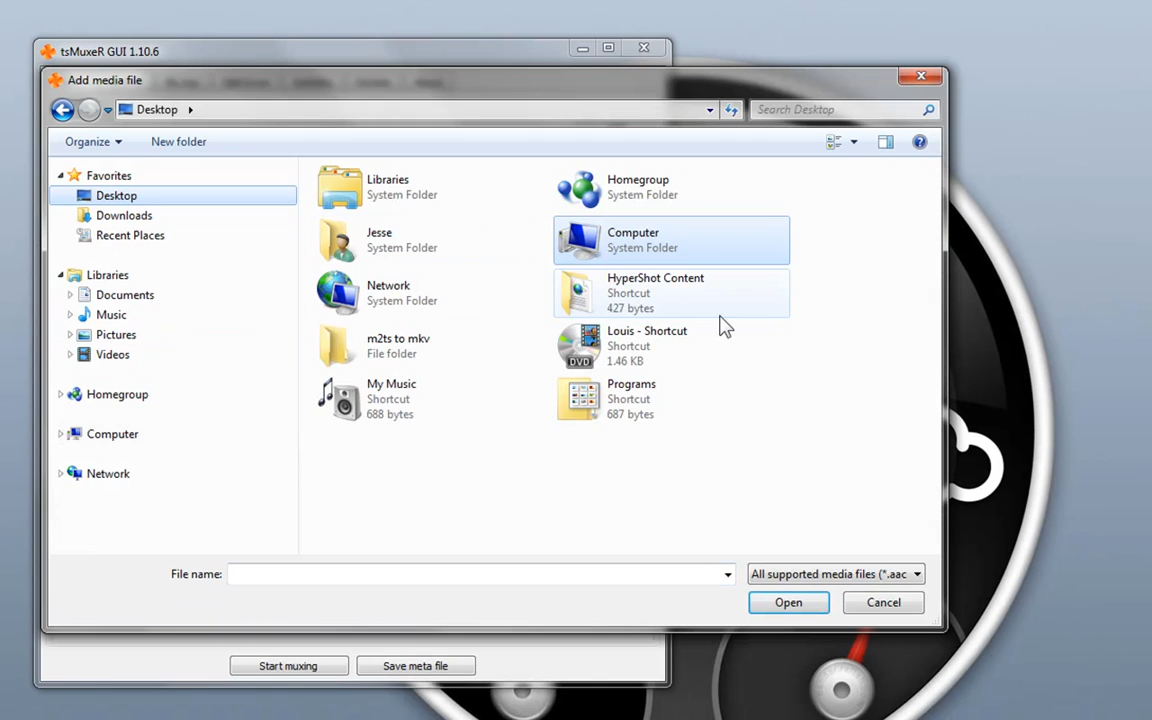 tsMuxeR GUI 1.10.6
Add media file
Desktop
Search Desktop
Organize
New folder
Favorites
Desktop
Downloads
Recent Places
Libraries
Documents
Music
Pictures
Videos
Homegroup
Computer
Network
Libraries
System Folder
Homegroup
System Folder
Jesse
System Folder
Computer
System Folder
Network
System Folder
HyperShot Content
Shortcut
427 bytes
m2ts to mkv
File folder
Louis - Shortcut
Shortcut
1.46 KB
DVD
My Music
Shortcut
688 bytes
Programs
Shortcut
687 bytes
File name:
All supported media files (*.aac
Open
Cancel
Start muxing
Save meta file